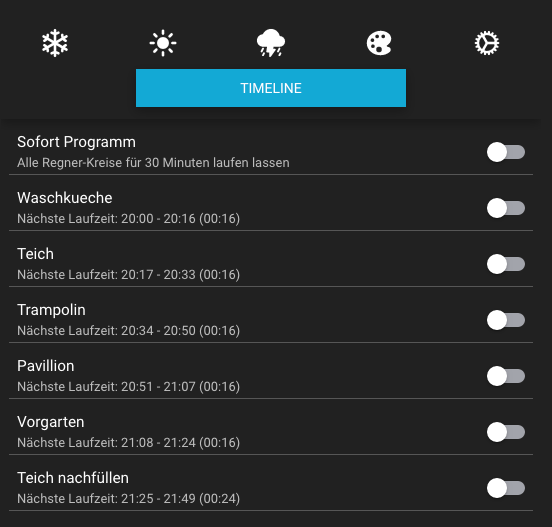 TIMELINE
Sofort Programm
Alle Regner-Kreise für 30 Minuten laufen lassen
Waschkueche
Nächste Laufzeit: 20:00 - 20:16 (00:16)
Teich
Nächste Laufzeit: 20:17 - 20:33 (00:16)
Trampolin
Nächste Laufzeit: 20:34 - 20:50 (00:16)
Pavillion
Nächste Laufzeit: 20:51 - 21:07 (00:16)
Vorgarten
Nächste Laufzeit: 21:08 - 21:24 (00:16)
Teich nachfüllen
Nächste Laufzeit: 21:25 - 21:49 (00:24)